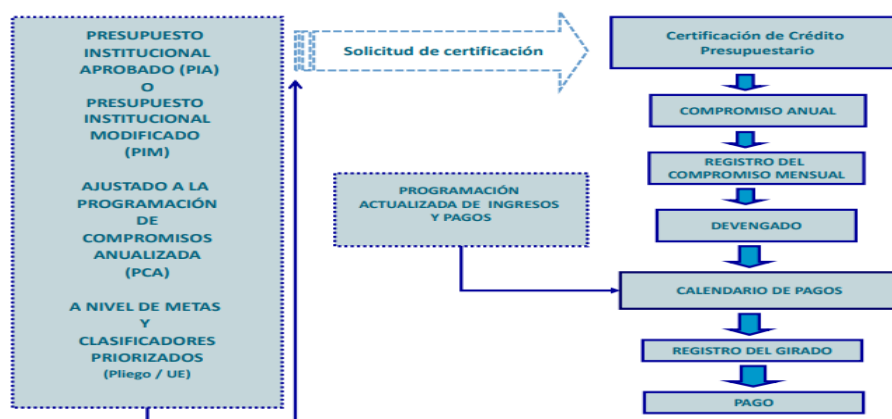 PRESUPUESTO
INSTITUCIONAL
APROBADO (PIA)
O
PRESUPUESTO
INSTITUCIONAL
MODIFICADO
(PIM)
AJUSTADO A LA
PROGRAMACIÓN
DE
COMPROMISOS
ANUALIZADA
(PCA)
A NIVEL DE METAS
Y
CLASIFICADORES
PRIORIZADOS
(Pliego / UE)
Solicitud de certificación
Certificación de Crédito
Presupuestario
COMPROMISO ANUAL
REGISTRO DEL
COMPROMISO MENSUAL
DEVENGADO
PROGRAMACIÓN
ACTUALIZADA DE INGRESOS
Y PAGOS
CALENDARIO DE PAGOS
REGISTRO DEL GIRADO
PAGO